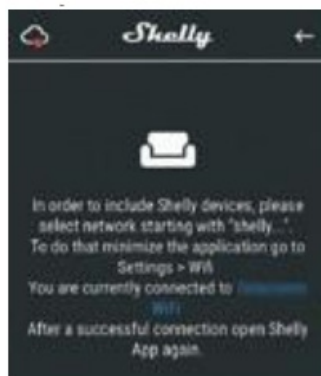 Shelly
In order to include Shelly devices, please
select network starting with "shelly...".
To do that minimize the application go to
Settings > Wifi
You are currently connected to
WiFi
After a successful connection open Shelly
App again.